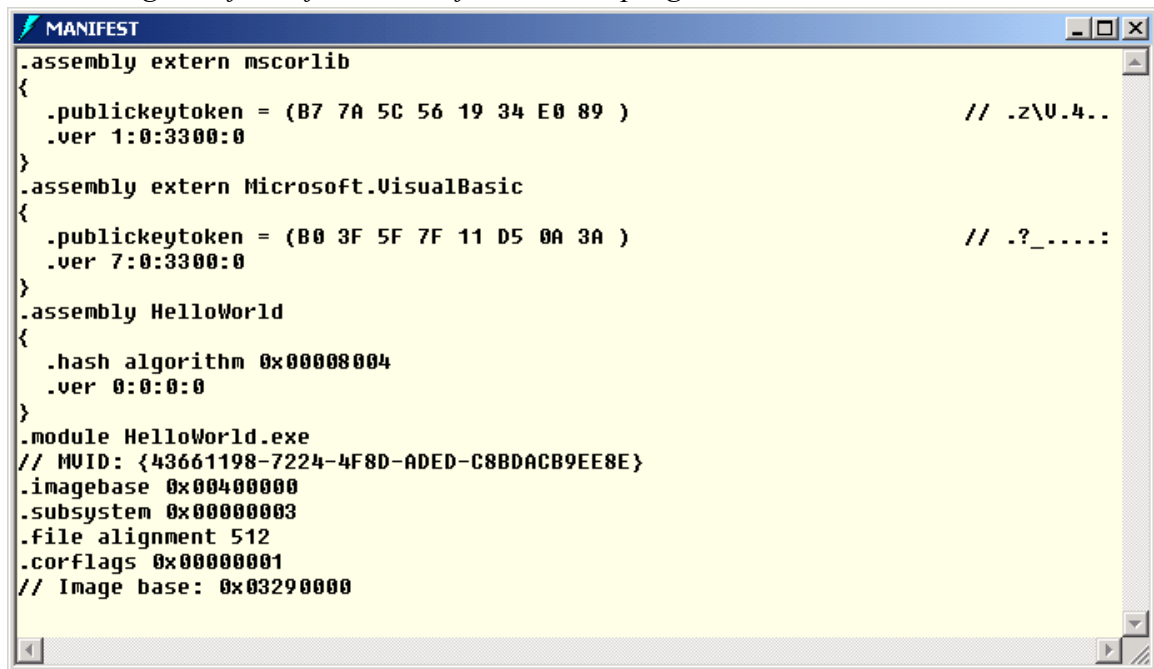 MANIFEST
.assembly extern mscorlib
{
  .publickeytoken = (B7 7A 5C 56 19 34 E0 89 )                         // .z\V.4..
  .ver 1:0:3300:0
}
.assembly extern Microsoft.VisualBasic
{
  .publickeytoken = (B0 3F 5F 7F 11 D5 0A 3A )                         // .?_....:
  .ver 7:0:3300:0
}
.assembly HelloWorld
{
  .hash algorithm 0x00008004
  .ver 0:0:0:0
}
.module HelloWorld.exe
// MVID: {43661198-7224-4F8D-ADED-C8BDACB9EE8E}
.imagebase 0x00400000
.subsystem 0x00000003
.file alignment 512
.corflags 0x00000001
// Image base: 0x03290000